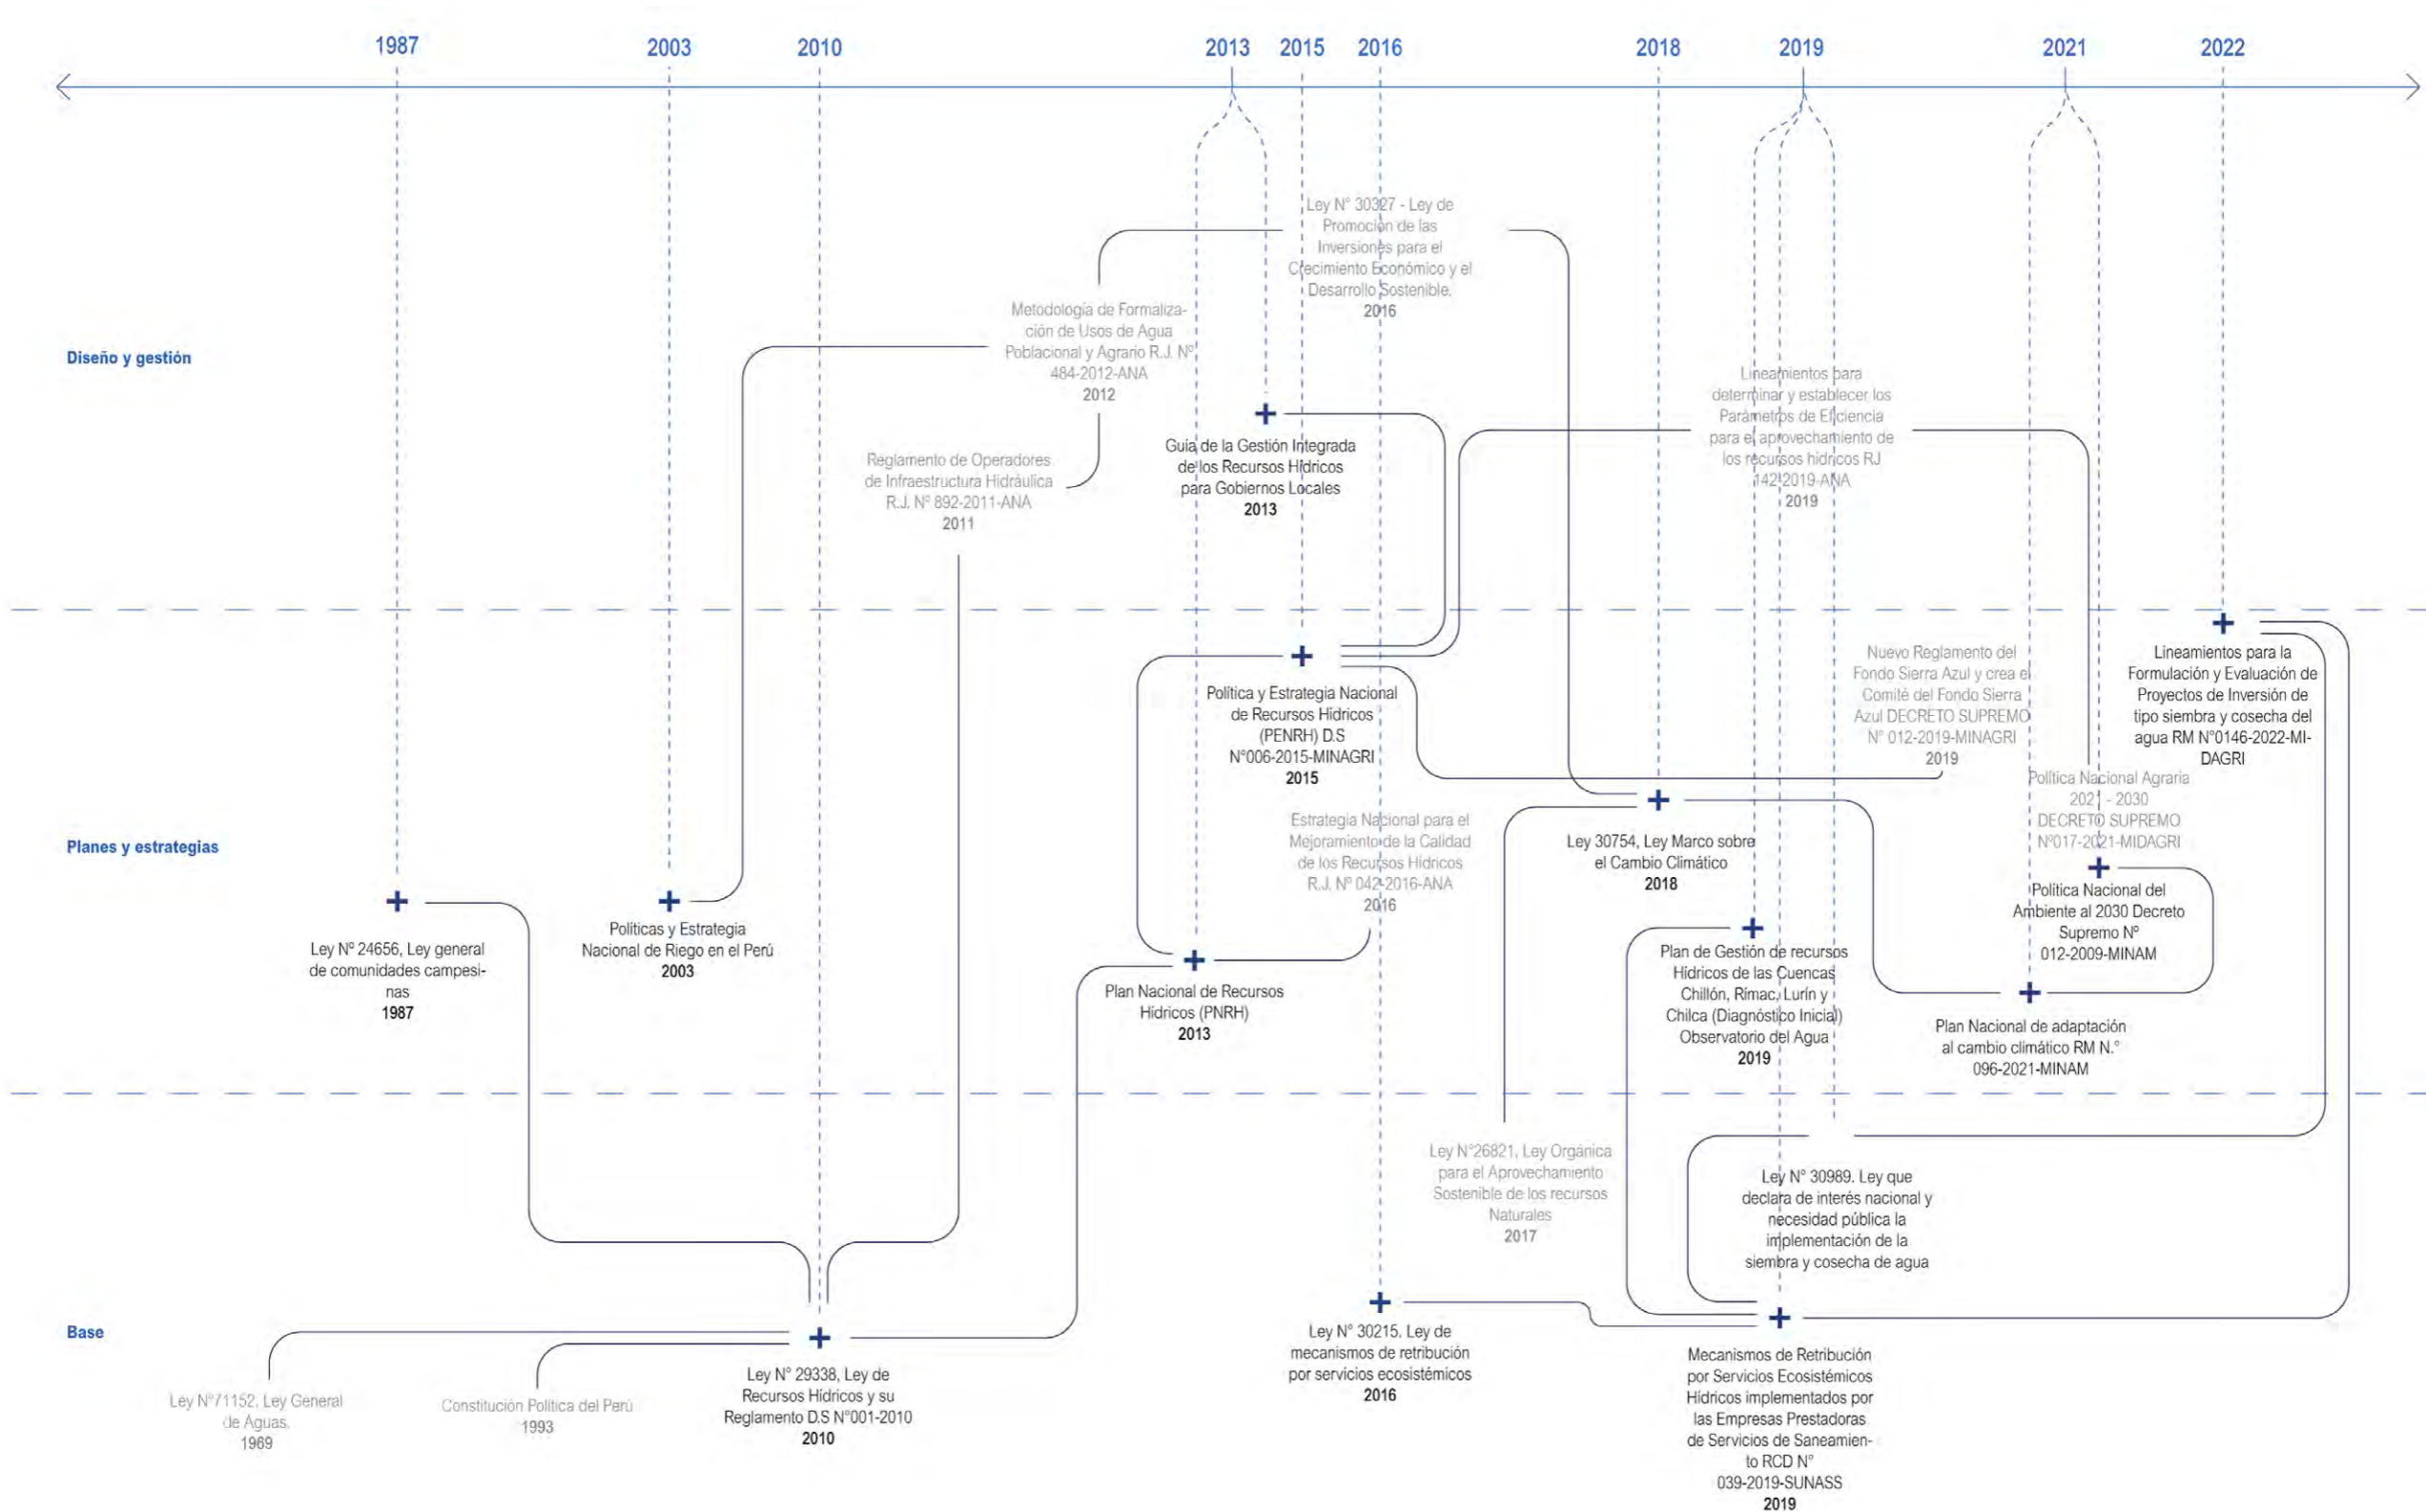 1987
2003
2010
2013
2015
2016
2018
2019
2021
2022
Diseño y gestión
Ley N° 30327 - Ley de
Promoción de las
Inversiones para el
Crecimiento Económico y el
Desarrollo Sostenible.
2016
Metodología de Formaliza-
ción de Usos de Agua
Poblacional y Agrario R.J. Nº
484-2012-ANA
2012
Reglamento de Operadores
de Infraestructura Hidráulica
R.J. Nº 892-2011-ANA
2011
Guía de la Gestión Integrada
de los Recursos Hídricos
para Gobiernos Locales
2013
Lineamientos para
determinar y establecer los
Parámetros de Eficiencia
para el aprovechamiento de
los recursos hídricos RJ
142-2019-ANA
2019
Planes y estrategias
Ley Nº 24656, Ley general
de comunidades campesi-
nas
1987
Políticas y Estrategia
Nacional de Riego en el Perú
2003
Política y Estrategia Nacional
de Recursos Hídricos
(PENRH) D.S
N°006-2015-MINAGRI
2015
Estrategia Nacional para el
Mejoramiento de la Calidad
de los Recursos Hídricos
R.J. Nº 042-2016-ANA
2016
Plan Nacional de Recursos
Hídricos (PNRH)
2013
Ley 30754, Ley Marco sobre
el Cambio Climático
2018
Plan de Gestión de recursos
Hídricos de las Cuencas
Chillón, Rímac, Lurín y
Chilca (Diagnóstico Inicial))
Observatorio del Agua
2019
Nuevo Reglamento del
Fondo Sierra Azul y crea el
Comité del Fondo Sierra
Azul DECRETO SUPREMO
N° 012-2019-MINAGRI
2019
Política Nacional Agraria
2021 - 2030
DECRETO SUPREMO
Nº017-2021-MIDAGRI
Política Nacional del
Ambiente al 2030 Decreto
Supremo Nº
012-2009-MINAM
Plan Nacional de adaptación
al cambio climático RM N.°
096-2021-MINAM
Lineamientos para la
Formulación y Evaluación de
Proyectos de Inversión de
tipo siembra y cosecha del
agua RM N°0146-2022-MI-
DAGRI
Base
Ley N°71152. Ley General
de Aguas.
1969
Constitución Política del Perú
1993
Ley N° 29338, Ley de
Recursos Hídricos y su
Reglamento D.S N°001-2010
2010
Ley N° 30215. Ley de
mecanismos de retribución
por servicios ecosistémicos
2016
Ley N°26821, Ley Orgánica
para el Aprovechamiento
Sostenible de los recursos
Naturales
2017
Ley N° 30989. Ley que
declara de interés nacional y
necesidad pública la
implementación de la
siembra y cosecha de agua
Mecanismos de Retribución
por Servicios Ecosistémicos
Hídricos implementados por
las Empresas Prestadoras
de Servicios de Saneamien-
to RCD N°
039-2019-SUNASS
2019